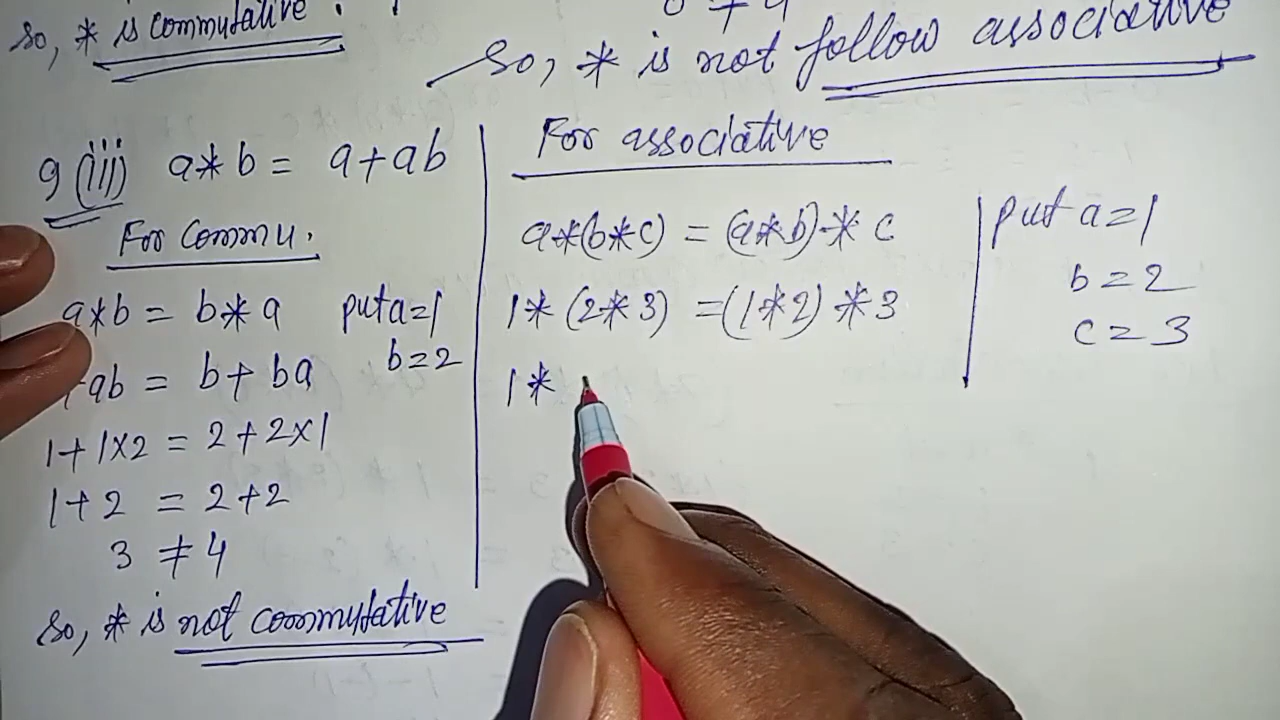 so, * is commutative.
8 ≠ 9
so, * is not follow associative
9 (iii) a * b = a + ab
For Commu.
a * b = b * a put a = 1
b = 2
ab = b + ba
1 + 1 × 2 = 2 + 2 × 1
1 + 2 = 2 + 2
3 ≠ 4
so, * is not commutative
For associative
a * (b * c) = (a * b) * c
1 * (2 * 3) = (1 * 2) * 3
1 *
put a = 1
b = 2
c = 3